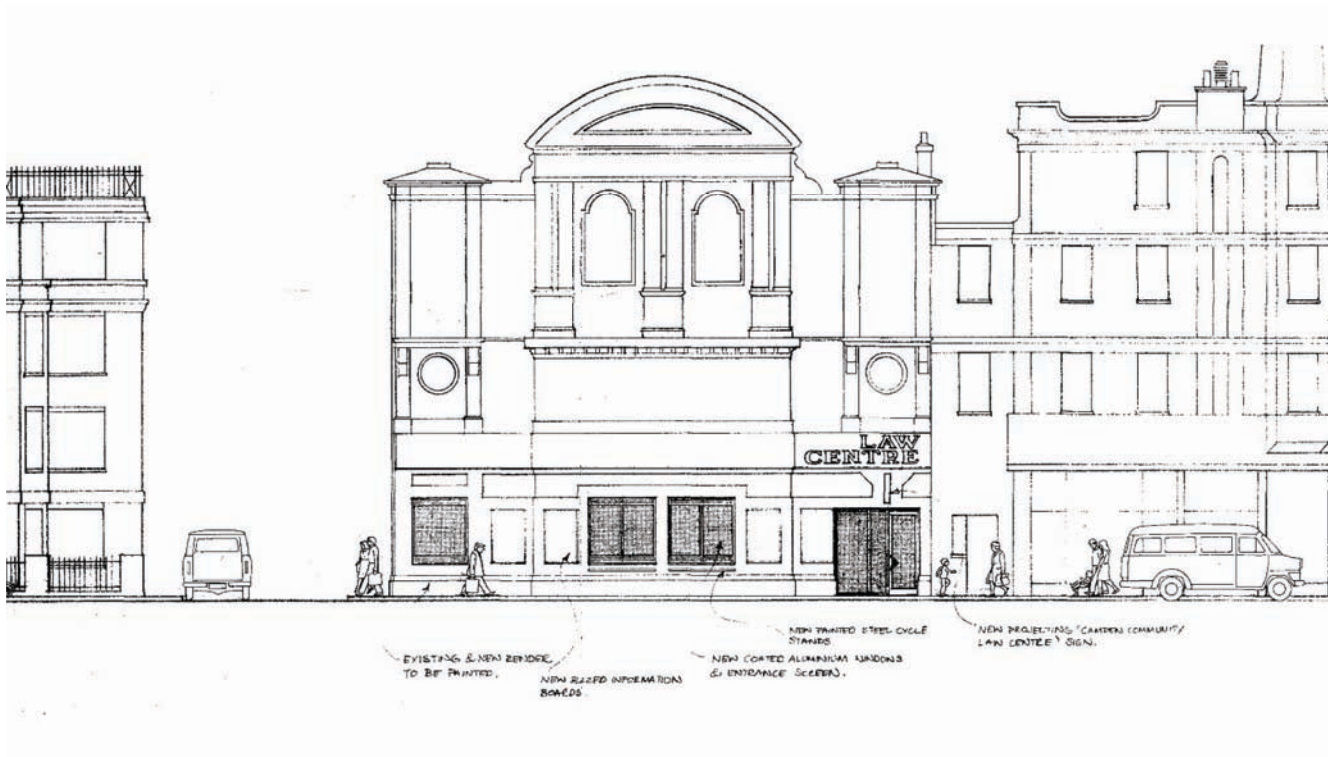 LAW
CENTRE
NEW PAINTED STEEL CYCLE
STANDS
NEW PROJECTING 'CAMDEN COMMUNITY
LAW CENTRE' SIGN.
EXISTING & NEW RENDER
TO BE PAINTED.
NEW COATED ALUMINIUM WINDOWS
& ENTRANCE SCREEN.
NEW INFORMATION
BOARDS.